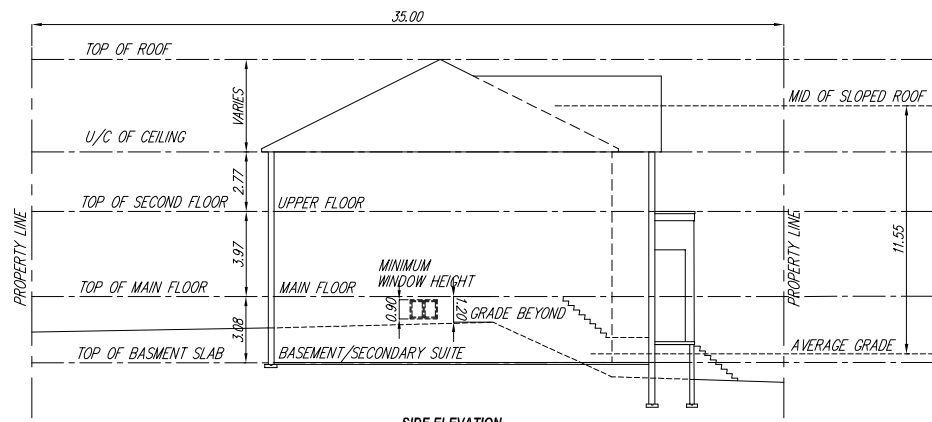 35.00
TOP OF ROOF
MID OF SLOPED ROOF
VARIES
U/C OF CEILING
2.77
TOP OF SECOND FLOOR
UPPER FLOOR
PROPERTY LINE
PROPERTY LINE
11.55
3.97
MINIMUM
WINDOW HEIGHT
TOP OF MAIN FLOOR
MAIN FLOOR
0.90
1.20
GRADE BEYOND
3.08
AVERAGE GRADE
TOP OF BASMENT SLAB
BASEMENT/SECONDARY SUITE
SIDE ELEVATION